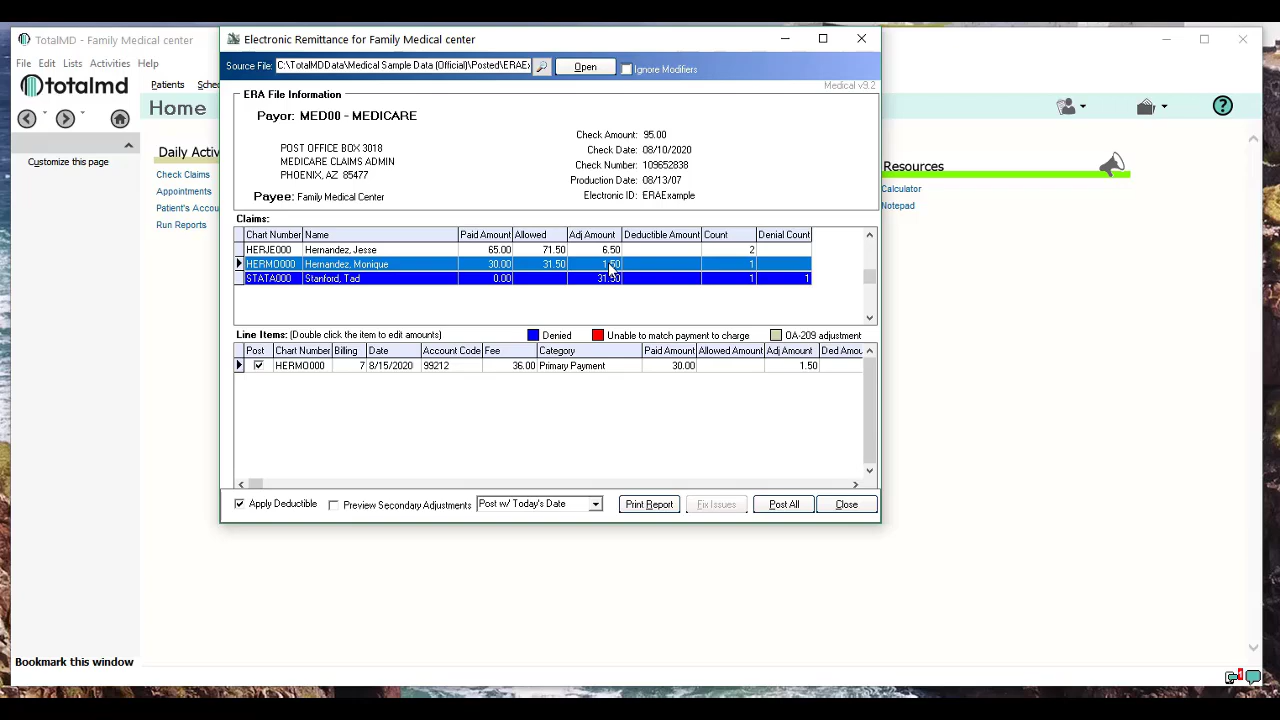 TotalMD - Family Medical center
Electronic Remittance for Family Medical center
File Edit Lists Activities Help
Source File: C:\TotalMDData\Medical Sample Data (Official)\Posted\ERAEx Open Ignore Modifiers
totalmd Patients Sched
Medical v9.2
Home
ERA File Information
Payor: MED00 - MEDICARE
Check Amount: 95.00
POST OFFICE BOX 3018
Check Date: 08/10/2020
MEDICARE CLAIMS ADMIN
Check Number: 109652838
PHOENIX, AZ 85477
Production Date: 08/13/07
Payee: Family Medical Center
Electronic ID: ERAExample
Customize this page
Daily Activ
Check Claims
Appointments
Patient's Accou
Run Reports
Resources
Calculator
Notepad
Claims:
Chart Number Name Paid Amount Allowed Adj Amount Deductible Amount Count Denial Count
HERJE000 Hernandez, Jesse 65.00 71.50 6.50 2
HERMO000 Hernandez, Monique 30.00 31.50 1.50 1
STATA000 Stanford, Tad 0.00 31.50 1 1
Line Items: (Double click the item to edit amounts) Denied Unable to match payment to charge OA-209 adjustment
Post Chart Number Billing Date Account Code Fee Category Paid Amount Allowed Amount Adj Amount Ded Amou
HERMO000 7 8/15/2020 99212 36.00 Primary Payment 30.00 1.50
Apply Deductible Preview Secondary Adjustments Post w/ Today's Date Print Report Fix Issues Post All Close
Bookmark this window